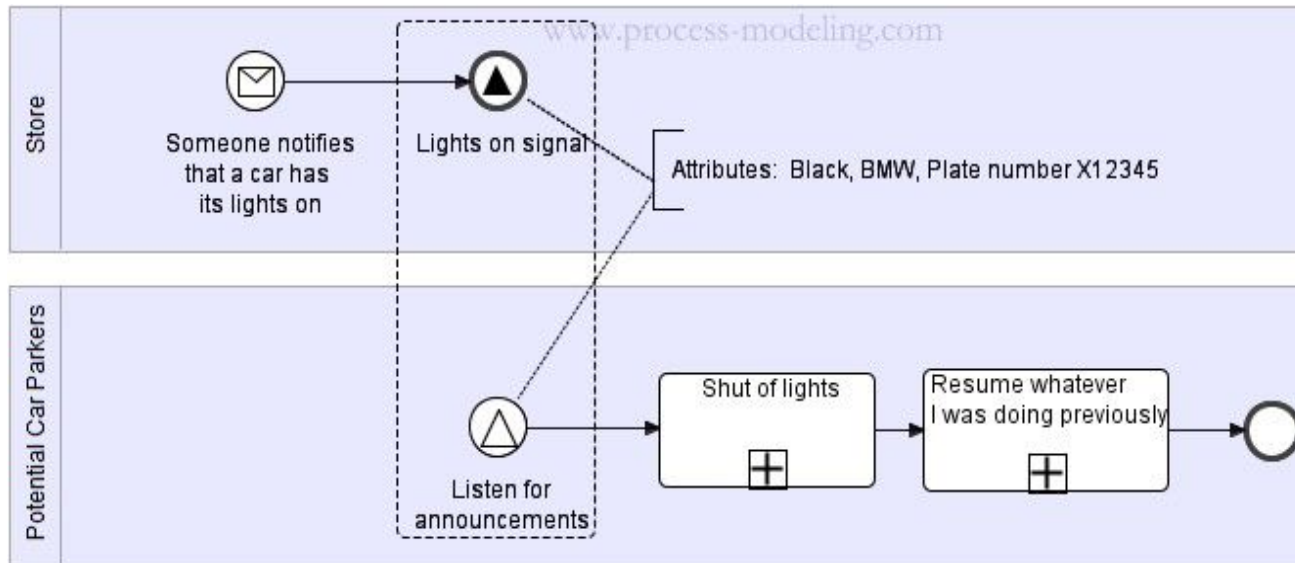 www.process-modeling.com
Store
Someone notifies
that a car has
its lights on
Lights on signal
Attributes:  Black, BMW, Plate number X12345
Potential Car Parkers
Listen for
announcements
Shut of lights
Resume whatever
I was doing previously